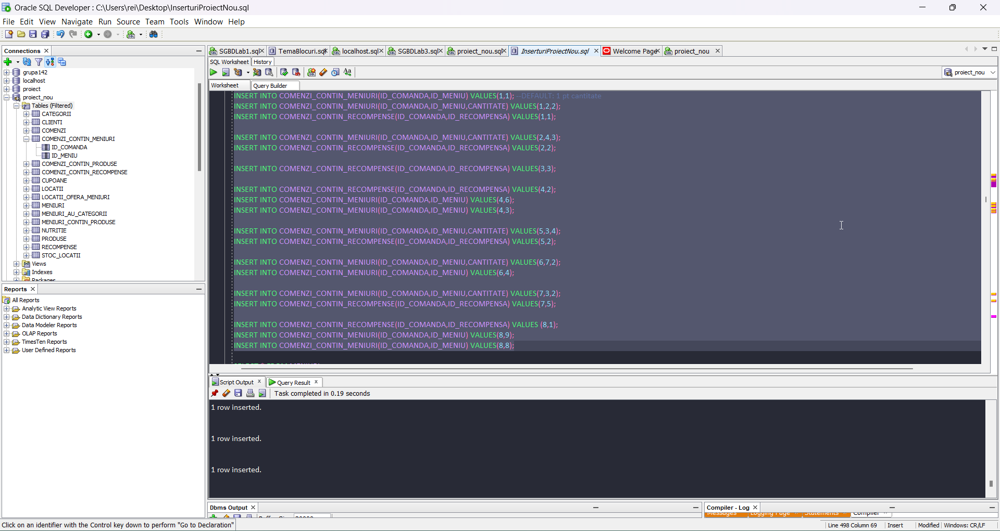 Oracle SQL Developer : C:\Users\rei\Desktop\InserturiProiectNou.sql
File Edit View Navigate Run Source Team Tools Window Help
Connections
grupa142
localhost
proiect
proiect_nou
Tables (Filtered)
CATEGORII
CLIENTI
COMENZI
COMENZI_CONTIN_MENIURI
ID_COMANDA
ID_MENIU
COMENZI_CONTIN_PRODUSE
COMENZI_CONTIN_RECOMPENSE
CUPOANE
LOCATII
LOCATII_OFERA_MENIURI
MENIURI
MENIURI_AU_CATEGORII
MENIURI_CONTIN_PRODUSE
NUTRITIE
PRODUSE
RECOMPENSE
STOC_LOCATII
Views
Indexes
Packages
Reports
All Reports
Analytic View Reports
Data Dictionary Reports
Data Modeler Reports
OLAP Reports
TimesTen Reports
User Defined Reports
SGBDLab1.sql TemaBlocuri.sql localhost.sql SGBDLab3.sql proiect_nou.sql InserturiProiectNou.sql Welcome Page proiect_nou
SQL Worksheet History
proiect_nou
Worksheet Query Builder
INSERT INTO COMENZI_CONTIN_MENIURI(ID_COMANDA,ID_MENIU) VALUES(1,1); --DEFAULT: 1 pt cantitate
INSERT INTO COMENZI_CONTIN_MENIURI(ID_COMANDA,ID_MENIU,CANTITATE) VALUES(1,2,2);
INSERT INTO COMENZI_CONTIN_RECOMPENSE(ID_COMANDA,ID_RECOMPENSA) VALUES(1,1);
INSERT INTO COMENZI_CONTIN_MENIURI(ID_COMANDA,ID_MENIU,CANTITATE) VALUES(2,4,3);
INSERT INTO COMENZI_CONTIN_RECOMPENSE(ID_COMANDA,ID_RECOMPENSA) VALUES(2,2);
INSERT INTO COMENZI_CONTIN_RECOMPENSE(ID_COMANDA,ID_RECOMPENSA) VALUES(3,3);
INSERT INTO COMENZI_CONTIN_RECOMPENSE(ID_COMANDA,ID_RECOMPENSA) VALUES(4,2);
INSERT INTO COMENZI_CONTIN_MENIURI(ID_COMANDA,ID_MENIU) VALUES(4,6);
INSERT INTO COMENZI_CONTIN_MENIURI(ID_COMANDA,ID_MENIU) VALUES(4,3);
INSERT INTO COMENZI_CONTIN_MENIURI(ID_COMANDA,ID_MENIU,CANTITATE) VALUES(5,3,4);
INSERT INTO COMENZI_CONTIN_RECOMPENSE(ID_COMANDA,ID_RECOMPENSA) VALUES(5,2);
INSERT INTO COMENZI_CONTIN_MENIURI(ID_COMANDA,ID_MENIU,CANTITATE) VALUES(6,7,2);
INSERT INTO COMENZI_CONTIN_MENIURI(ID_COMANDA,ID_MENIU) VALUES(6,4);
INSERT INTO COMENZI_CONTIN_MENIURI(ID_COMANDA,ID_MENIU,CANTITATE) VALUES(7,3,2);
INSERT INTO COMENZI_CONTIN_RECOMPENSE(ID_COMANDA,ID_RECOMPENSA) VALUES(7,5);
INSERT INTO COMENZI_CONTIN_RECOMPENSE(ID_COMANDA,ID_RECOMPENSA) VALUES (8,1);
INSERT INTO COMENZI_CONTIN_MENIURI(ID_COMANDA,ID_MENIU) VALUES(8,9);
INSERT INTO COMENZI_CONTIN_MENIURI(ID_COMANDA,ID_MENIU) VALUES(8,8);
Script Output Query Result
Task completed in 0.19 seconds
1 row inserted.
1 row inserted.
1 row inserted.
Dbms Output
Compiler - Log
Messages Logging Page Statements Compiler
Click on an identifier with the Control key down to perform "Go to Declaration"
Line 498 Column 69 Insert Modified Windows: CR/LF